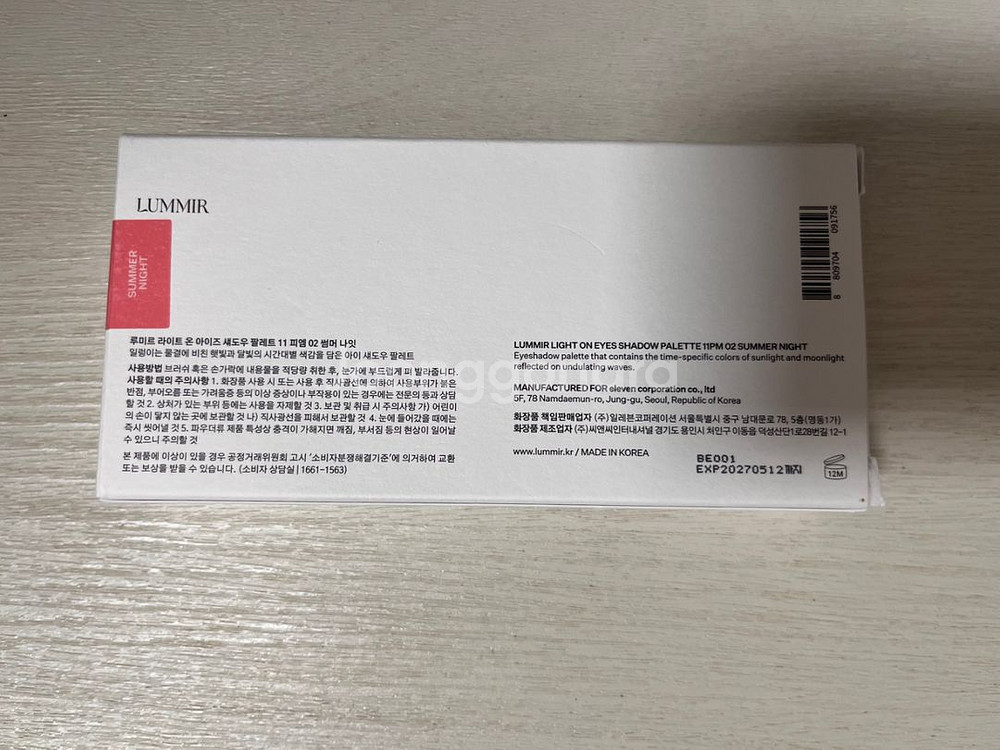 LUMMIR
SUMMER
NIGHT
8 809704 091756
루미르 라이트 온 아이즈 섀도우 팔레트 11 피엠 02 썸머 나잇
일렁이는 물결에 비친 햇빛과 달빛의 시간대별 색감을 담은 아이 섀도우 팔레트
사용방법 브러쉬 혹은 손가락에 내용물을 적당량 취한 후, 눈가에 부드럽게 펴 발라줍니다.
사용할 때의 주의사항 1. 화장품 사용 시 또는 사용 후 직사광선에 의하여 사용부위가 붉은
반점, 부어오름 또는 가려움증 등의 이상 증상이나 부작용이 있는 경우에는 전문의 등과 상담
할 것 2. 상처가 있는 부위 등에는 사용을 자제할 것 3. 보관 및 취급 시 주의사항 가) 어린이
의 손이 닿지 않는 곳에 보관할 것 나) 직사광선을 피해서 보관할 것 4. 눈에 들어갔을 때에는
즉시 씻어낼 것 5. 파우더류 제품 특성상 충격이 가해지면 깨짐, 부서짐 등의 현상이 일어날
수 있으니 주의할 것
본 제품에 이상이 있을 경우 공정거래위원회 고시 '소비자분쟁해결기준'에 의거하여 교환
또는 보상을 받을 수 있습니다. (소비자 상담실 | 1661-1563)
LUMMIR LIGHT ON EYES SHADOW PALETTE 11PM 02 SUMMER NIGHT
Eyeshadow palette that contains the time-specific colors of sunlight and moonlight
reflected on undulating waves.
MANUFACTURED FOR eleven corporation co., ltd
5F, 78 Namdaemun-ro, Jung-gu, Seoul, Republic of Korea
화장품 책임판매업자 (주)일레븐코퍼레이션 서울특별시 중구 남대문로 78, 5층(명동1가)
화장품 제조업자 (주)씨앤씨인터내셔널 경기도 용인시 처인구 이동읍 덕성산단1로28번길 12-1
www.lummir.kr / MADE IN KOREA
BE001
EXP20270512까지
12M